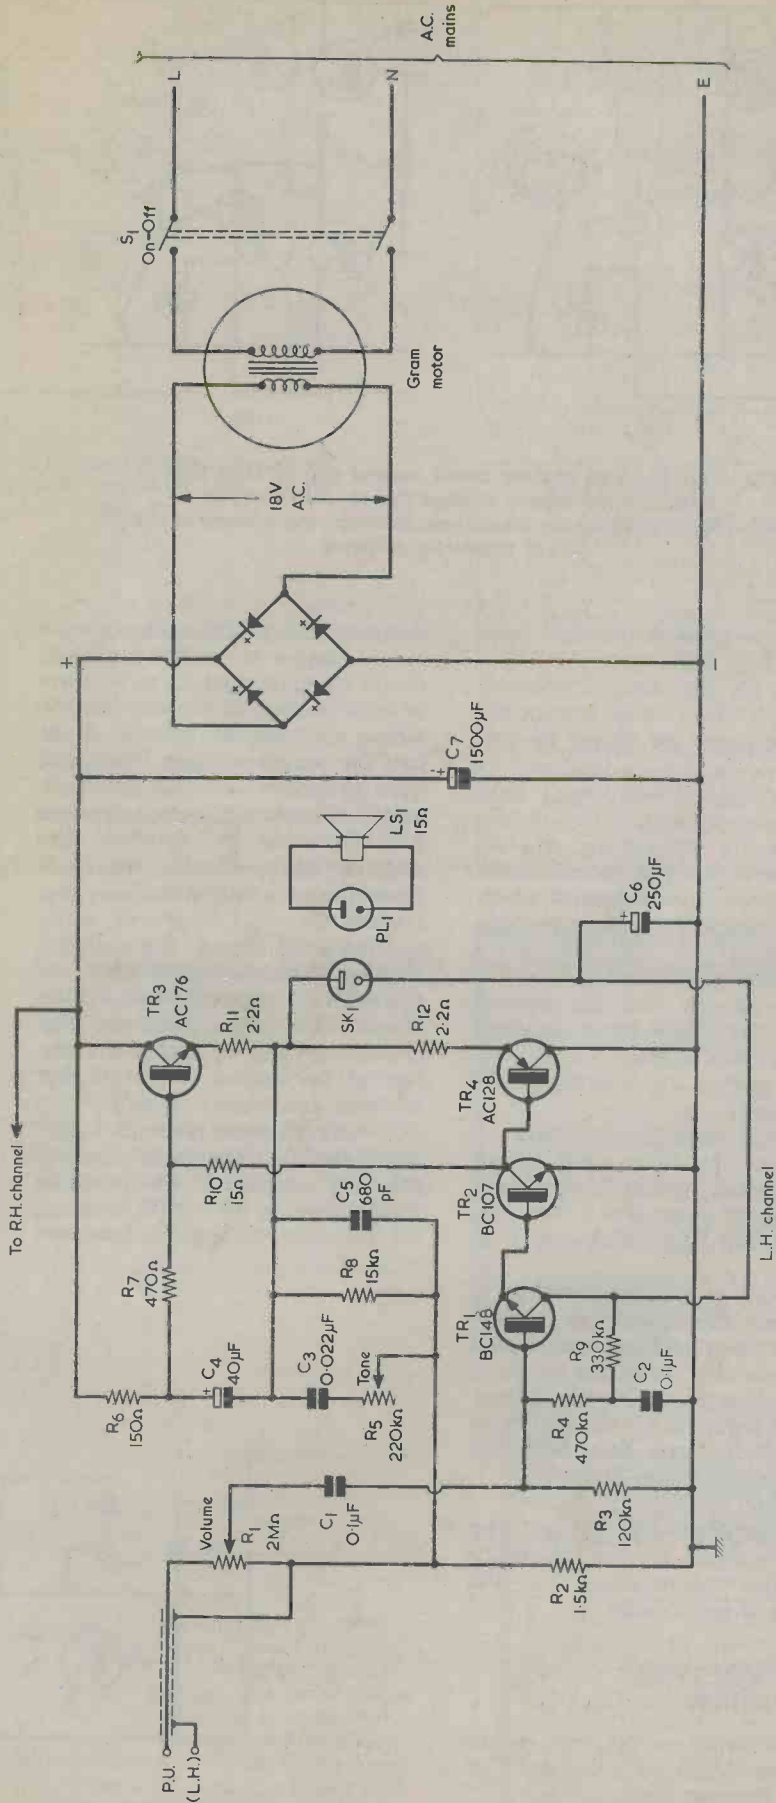 To R.H. channel
P.U.
(L.H.)
Volume
R1
2MΩ
C1
0·1μF
R2
1·5kΩ
R3
120kΩ
R6
150Ω
+
C4
40μF
C3
0·022μF
Tone
R5
220kΩ
R4
470kΩ
R9
330kΩ
C2
0·1μF
R7
470Ω
R8
15kΩ
C5
680
pF
TR1
BC148
R10
15Ω
TR2
BC107
TR3
AC176
R11
2·2Ω
R12
2·2Ω
TR4
AC128
SK1
PL1
LS1
15Ω
L.H. channel
+
C6
250μF
+
C7
1500μF
+
–
x
x
x
x
18V
A.C.
Gram
motor
S1
On-Off
L
N
E
A.C.
mains